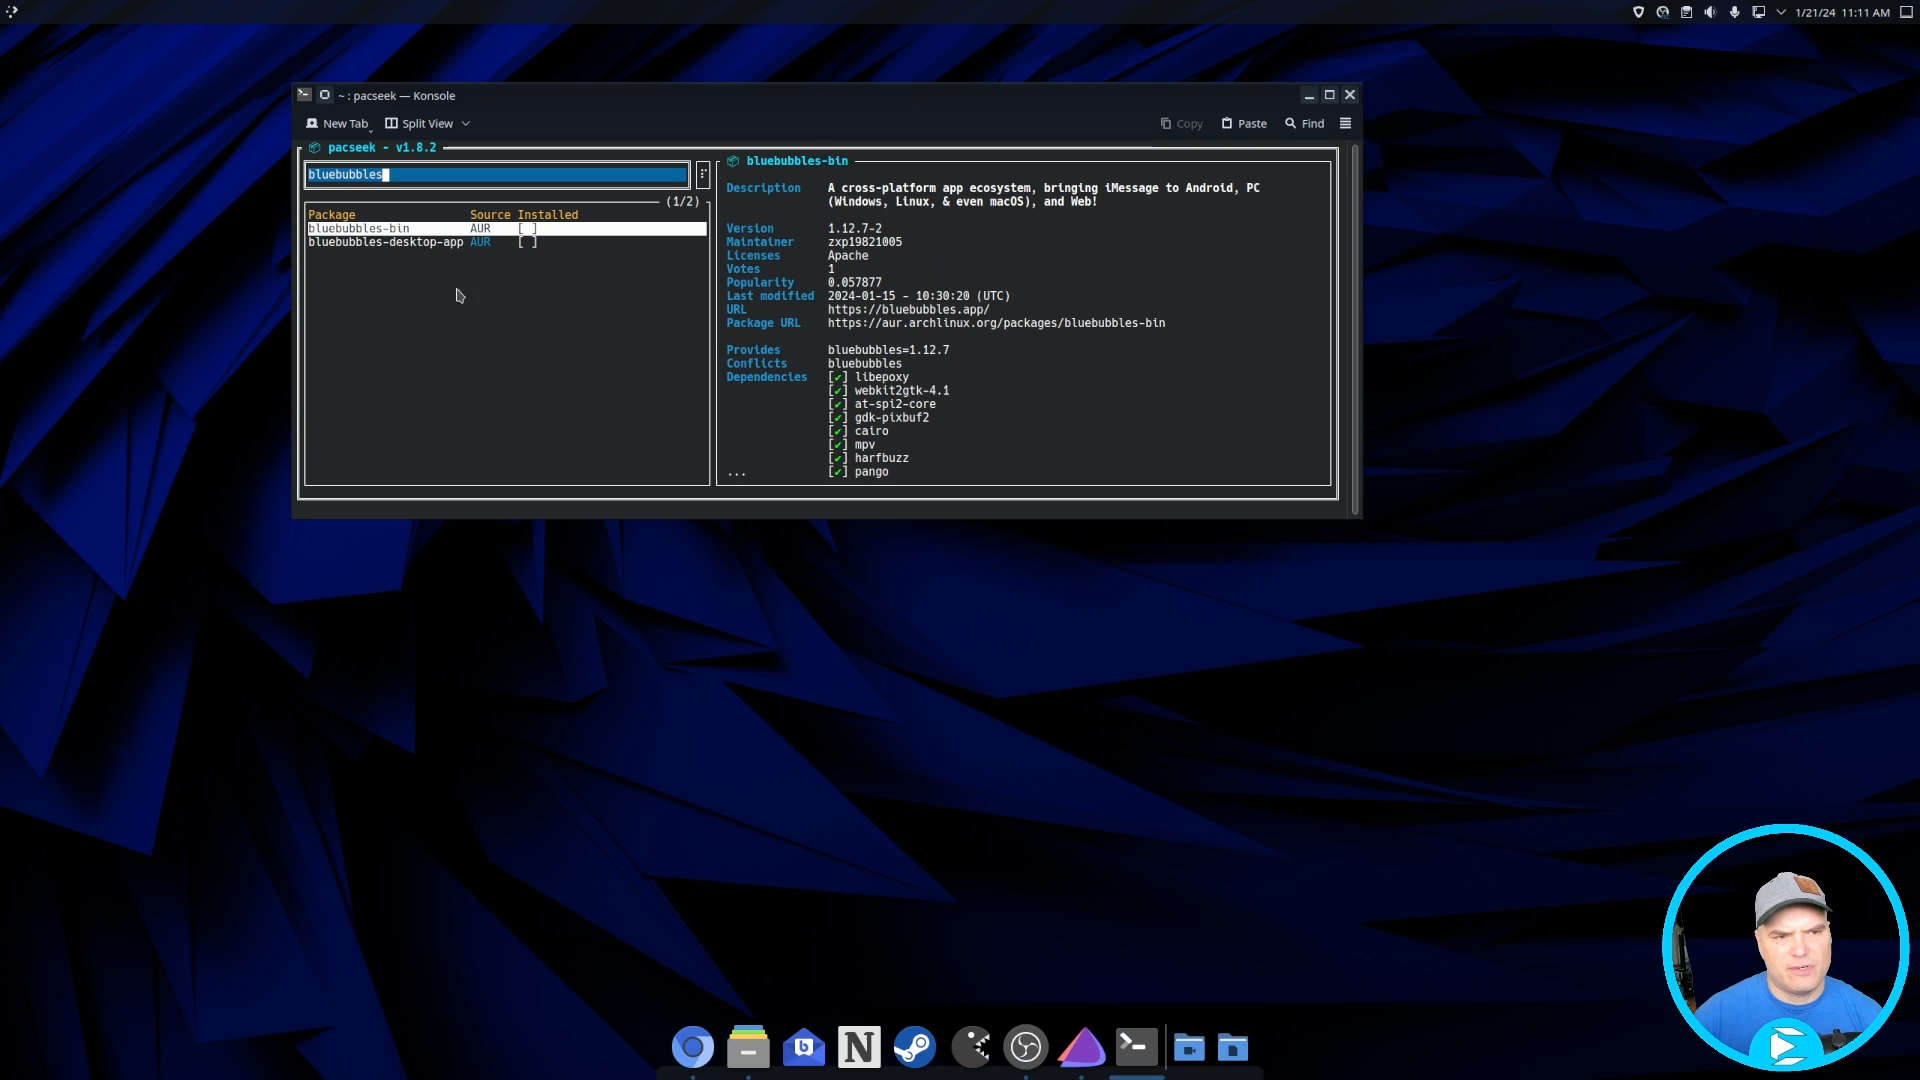 1/21/24 11:11 AM
~ : pacseek — Konsole
New Tab Split View Copy Paste Find
pacseek - v1.8.2
bluebubbles
(1/2)
Package Source Installed
bluebubbles-bin AUR [ ]
bluebubbles-desktop-app AUR [ ]
bluebubbles-bin
Description A cross-platform app ecosystem, bringing iMessage to Android, PC
(Windows, Linux, & even macOS), and Web!
Version 1.12.7-2
Maintainer zxp19821005
Licenses Apache
Votes 1
Popularity 0.057877
Last modified 2024-01-15 - 10:30:20 (UTC)
URL https://bluebubbles.app/
Package URL https://aur.archlinux.org/packages/bluebubbles-bin
Provides bluebubbles=1.12.7
Conflicts bluebubbles
Dependencies [✔] libepoxy
[✔] webkit2gtk-4.1
[✔] at-spi2-core
[✔] gdk-pixbuf2
[✔] cairo
[✔] mpv
[✔] harfbuzz
... [✔] pango